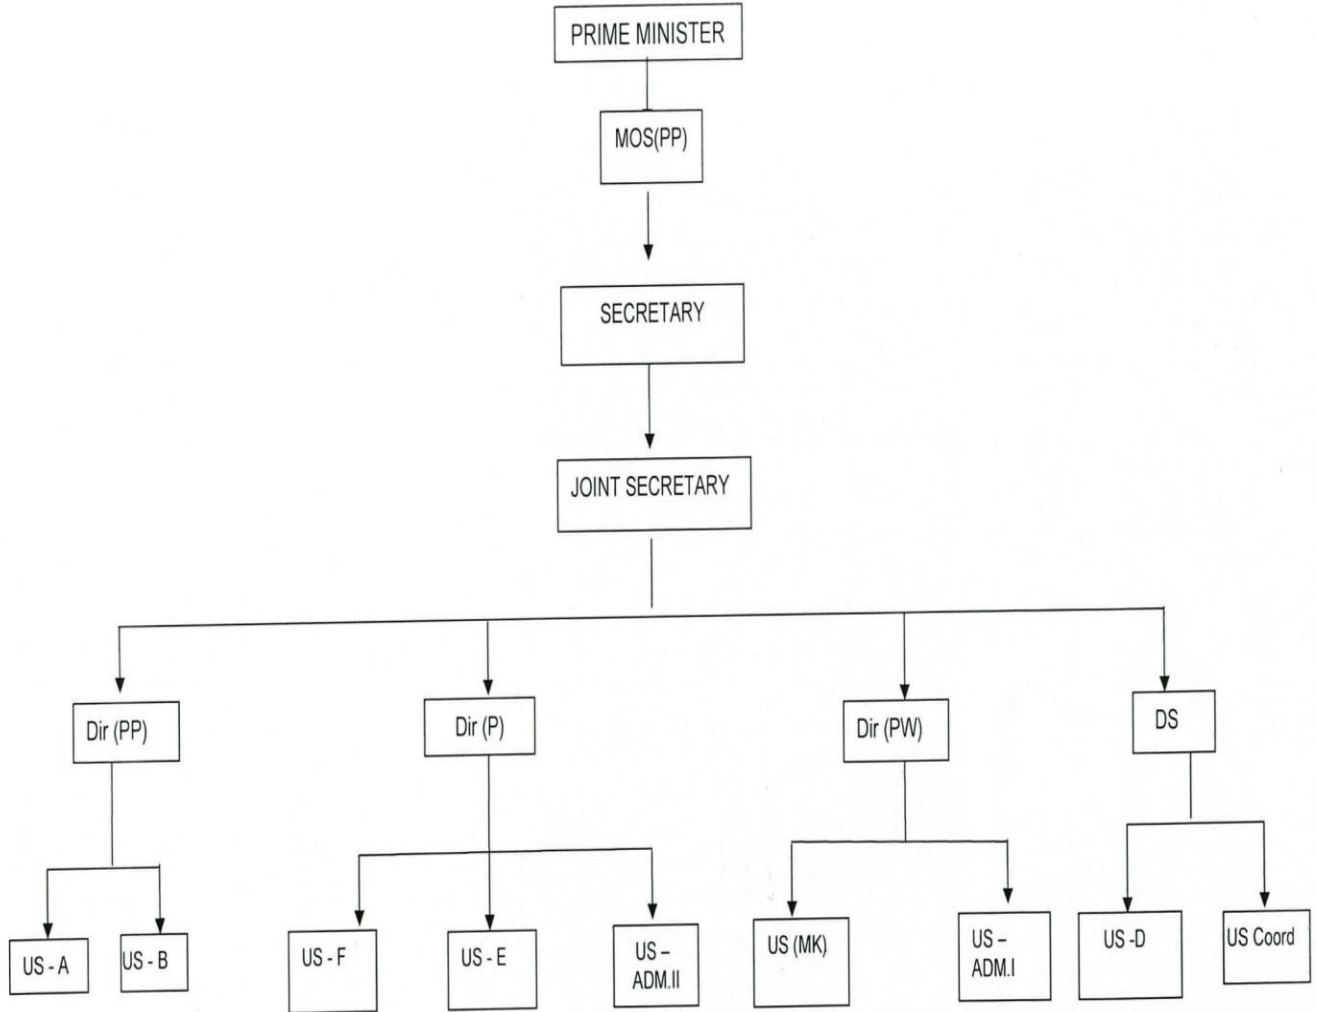 PRIME MINISTER
MOS(PP)
SECRETARY
JOINT SECRETARY
Dir (PP)
Dir (P)
Dir (PW)
DS
US - A
US - B
US - F
US - E
US –
ADM.II
US (MK)
US –
ADM.I
US -D
US Coord